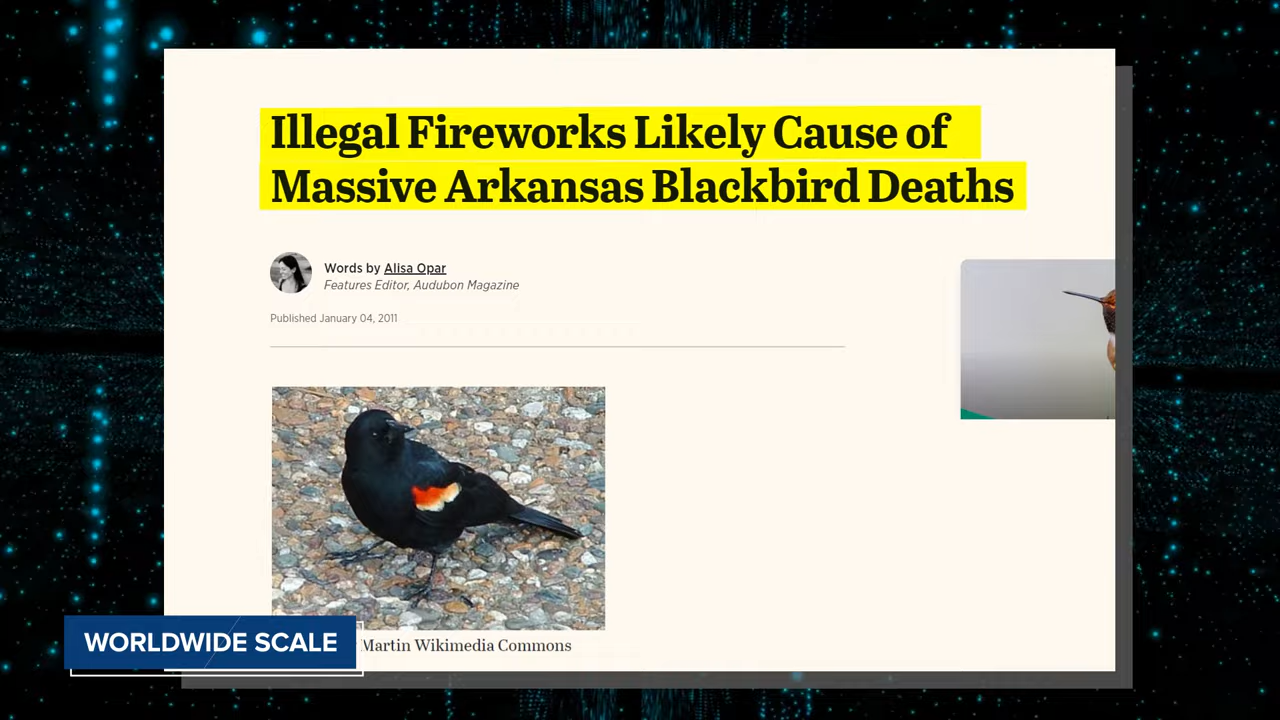 Illegal Fireworks Likely Cause of
Massive Arkansas Blackbird Deaths
Words by Alisa Opar
Features Editor, Audubon Magazine
Published January 04, 2011
Martin Wikimedia Commons
WORLDWIDE SCALE